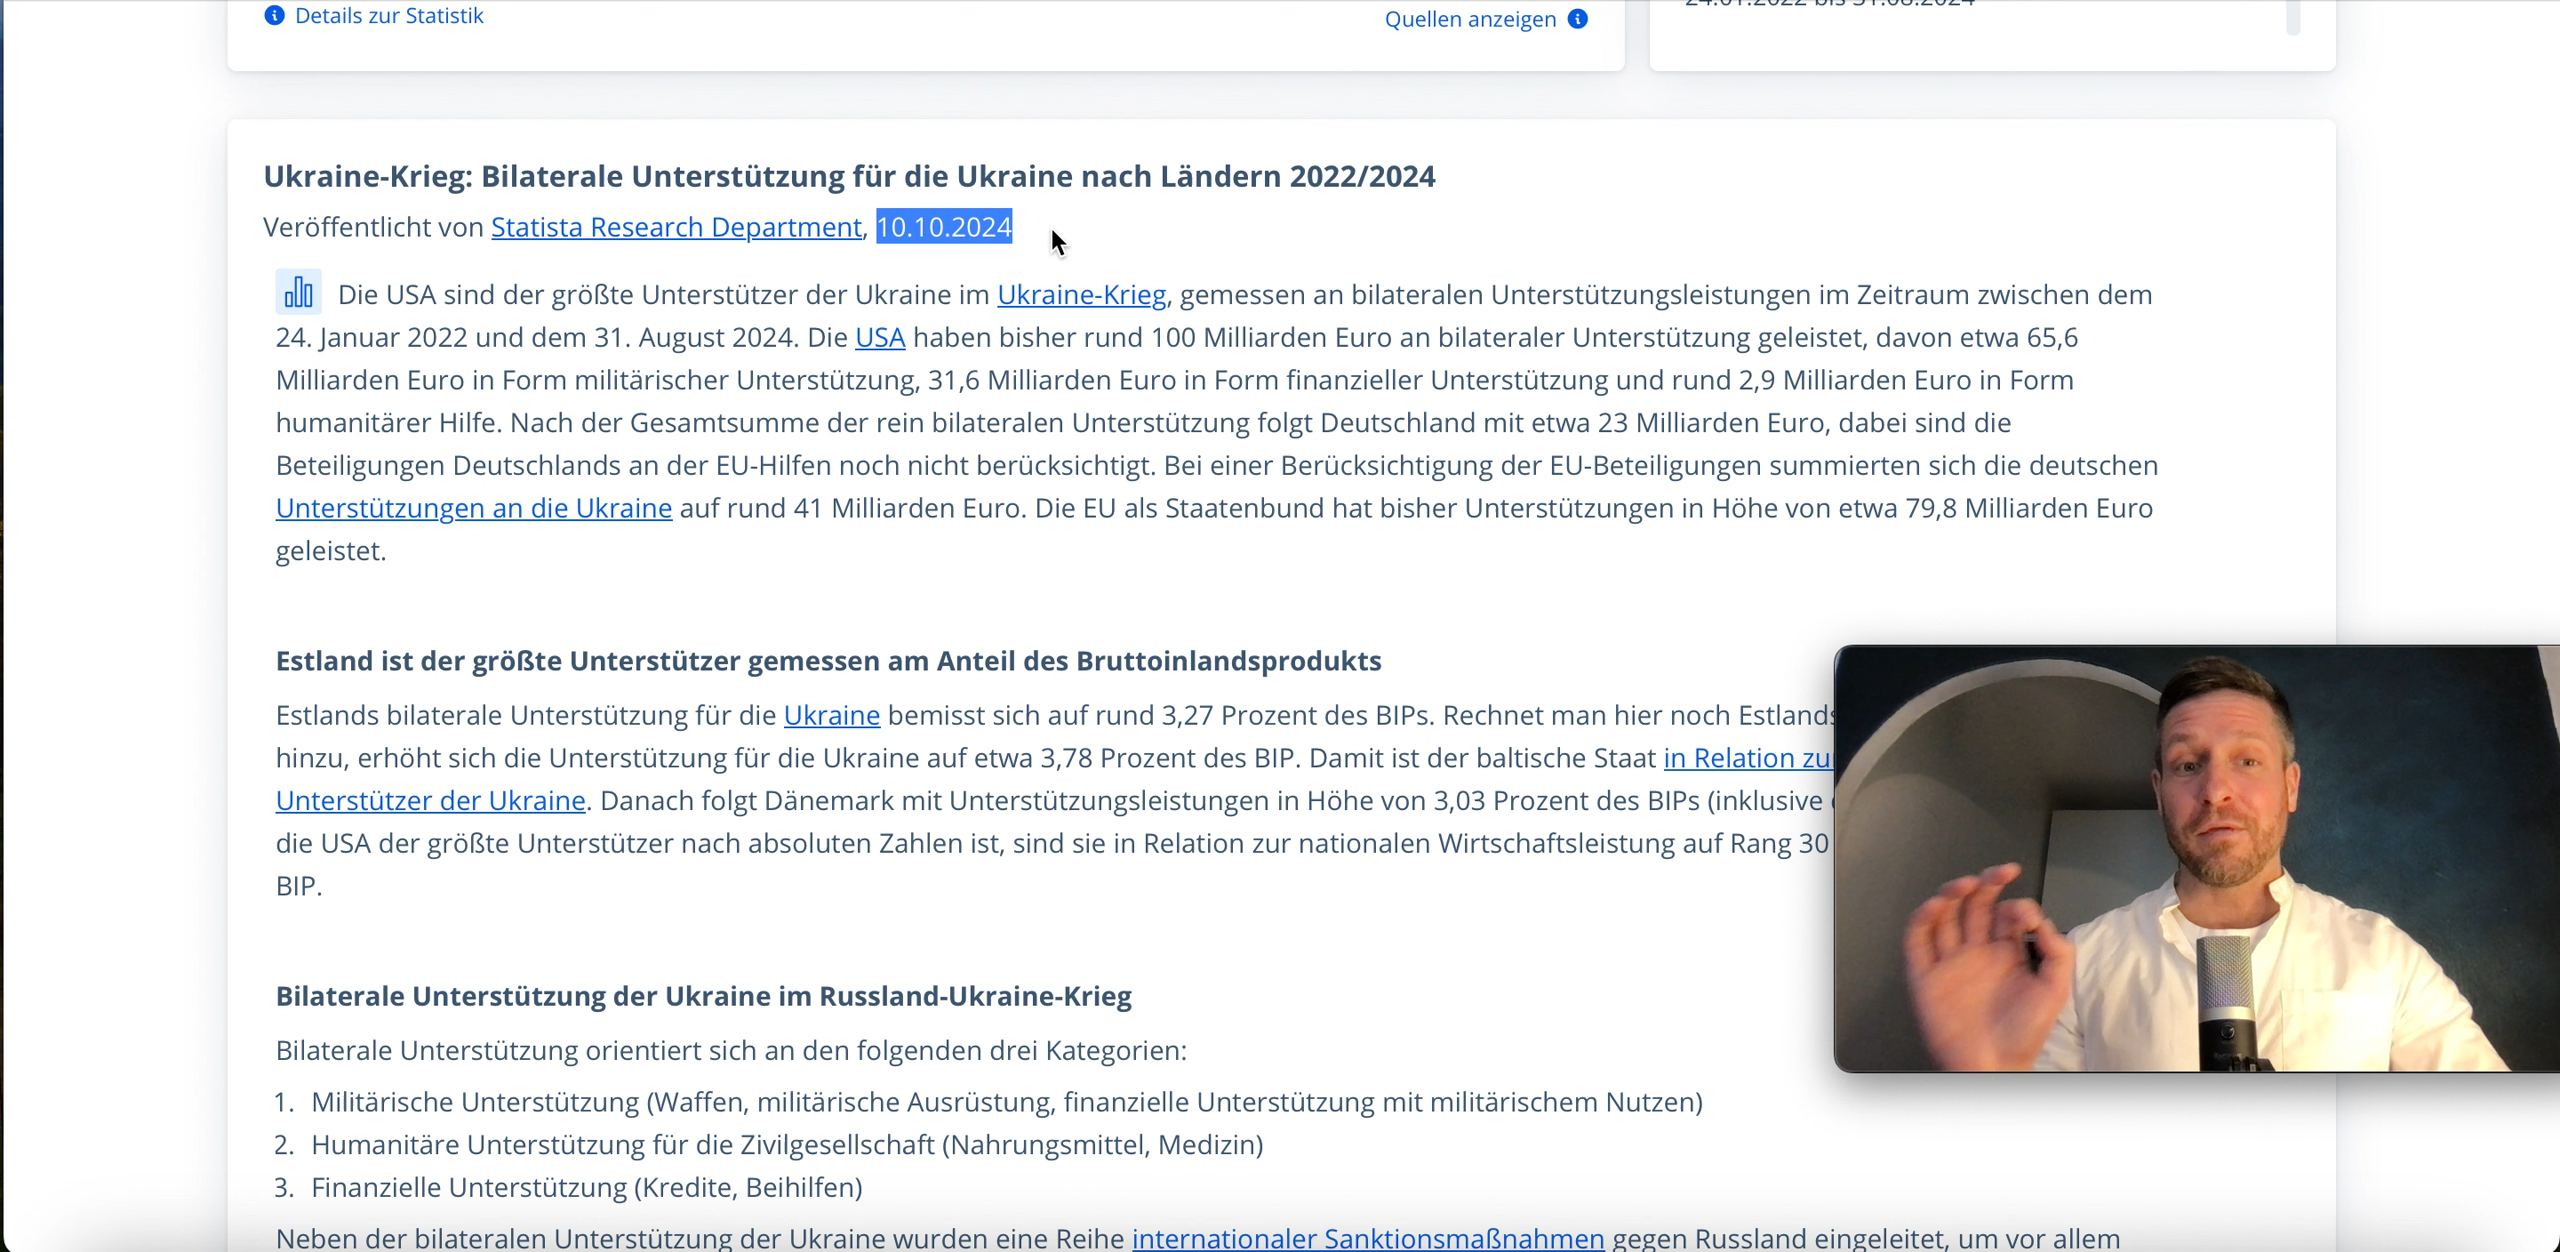 Details zur Statistik
Quellen anzeigen
24.01.2022 bis 31.08.2024
Ukraine-Krieg: Bilaterale Unterstützung für die Ukraine nach Ländern 2022/2024
Veröffentlicht von Statista Research Department, 10.10.2024
Die USA sind der größte Unterstützer der Ukraine im Ukraine-Krieg, gemessen an bilateralen Unterstützungsleistungen im Zeitraum zwischen dem
24. Januar 2022 und dem 31. August 2024. Die USA haben bisher rund 100 Milliarden Euro an bilateraler Unterstützung geleistet, davon etwa 65,6
Milliarden Euro in Form militärischer Unterstützung, 31,6 Milliarden Euro in Form finanzieller Unterstützung und rund 2,9 Milliarden Euro in Form
humanitärer Hilfe. Nach der Gesamtsumme der rein bilateralen Unterstützung folgt Deutschland mit etwa 23 Milliarden Euro, dabei sind die
Beteiligungen Deutschlands an der EU-Hilfen noch nicht berücksichtigt. Bei einer Berücksichtigung der EU-Beteiligungen summierten sich die deutschen
Unterstützungen an die Ukraine auf rund 41 Milliarden Euro. Die EU als Staatenbund hat bisher Unterstützungen in Höhe von etwa 79,8 Milliarden Euro
geleistet.
Estland ist der größte Unterstützer gemessen am Anteil des Bruttoinlandsprodukts
Estlands bilaterale Unterstützung für die Ukraine bemisst sich auf rund 3,27 Prozent des BIPs. Rechnet man hier noch Estlands
hinzu, erhöht sich die Unterstützung für die Ukraine auf etwa 3,78 Prozent des BIP. Damit ist der baltische Staat in Relation zur
Unterstützer der Ukraine. Danach folgt Dänemark mit Unterstützungsleistungen in Höhe von 3,03 Prozent des BIPs (inklusive
die USA der größte Unterstützer nach absoluten Zahlen ist, sind sie in Relation zur nationalen Wirtschaftsleistung auf Rang 30
BIP.
Bilaterale Unterstützung der Ukraine im Russland-Ukraine-Krieg
Bilaterale Unterstützung orientiert sich an den folgenden drei Kategorien:
1. Militärische Unterstützung (Waffen, militärische Ausrüstung, finanzielle Unterstützung mit militärischem Nutzen)
2. Humanitäre Unterstützung für die Zivilgesellschaft (Nahrungsmittel, Medizin)
3. Finanzielle Unterstützung (Kredite, Beihilfen)
Neben der bilateralen Unterstützung der Ukraine wurden eine Reihe internationaler Sanktionsmaßnahmen gegen Russland eingeleitet, um vor allem